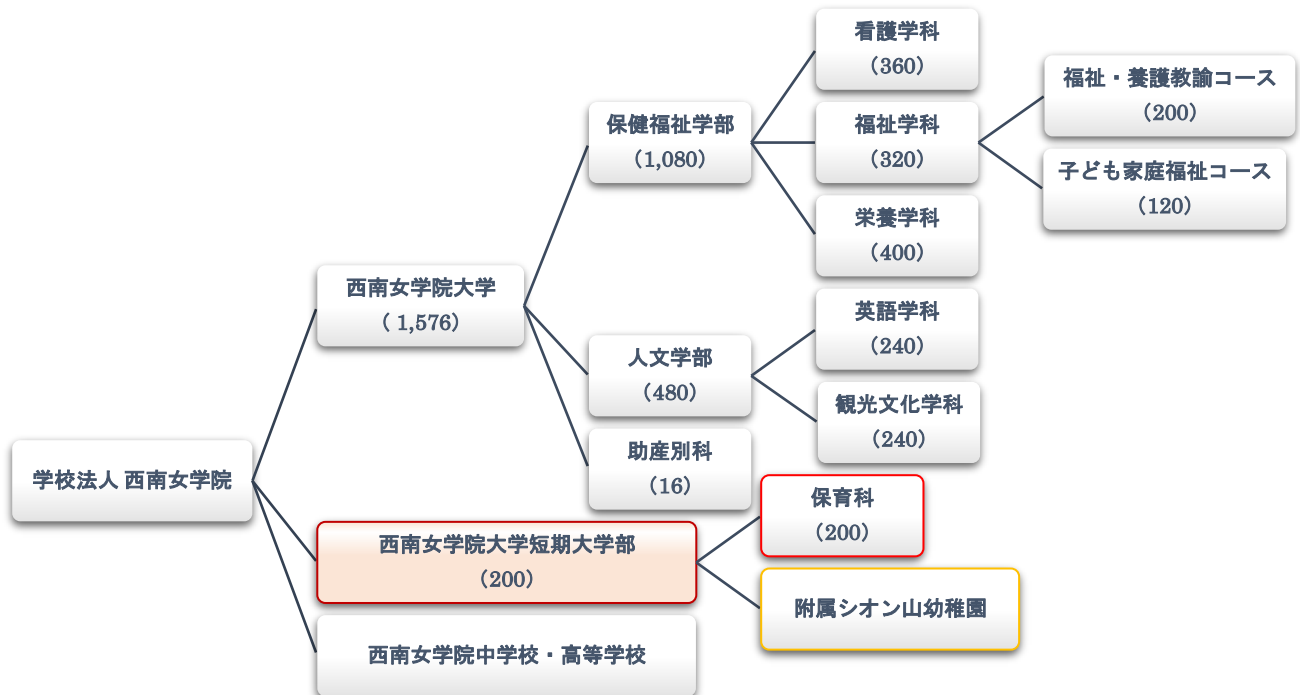 看護学科
（360）
福祉・養護教諭コース
（200）
保健福祉学部
（1,080）
福祉学科
（320）
子ども家庭福祉コース
（120）
栄養学科
（400）
西南女学院大学
（ 1,576）
英語学科
（240）
人文学部
（480）
観光文化学科
（240）
助産別科
（16）
学校法人 西南女学院
保育科
（200）
西南女学院大学短期大学部
（200）
附属シオン山幼稚園
西南女学院中学校・高等学校